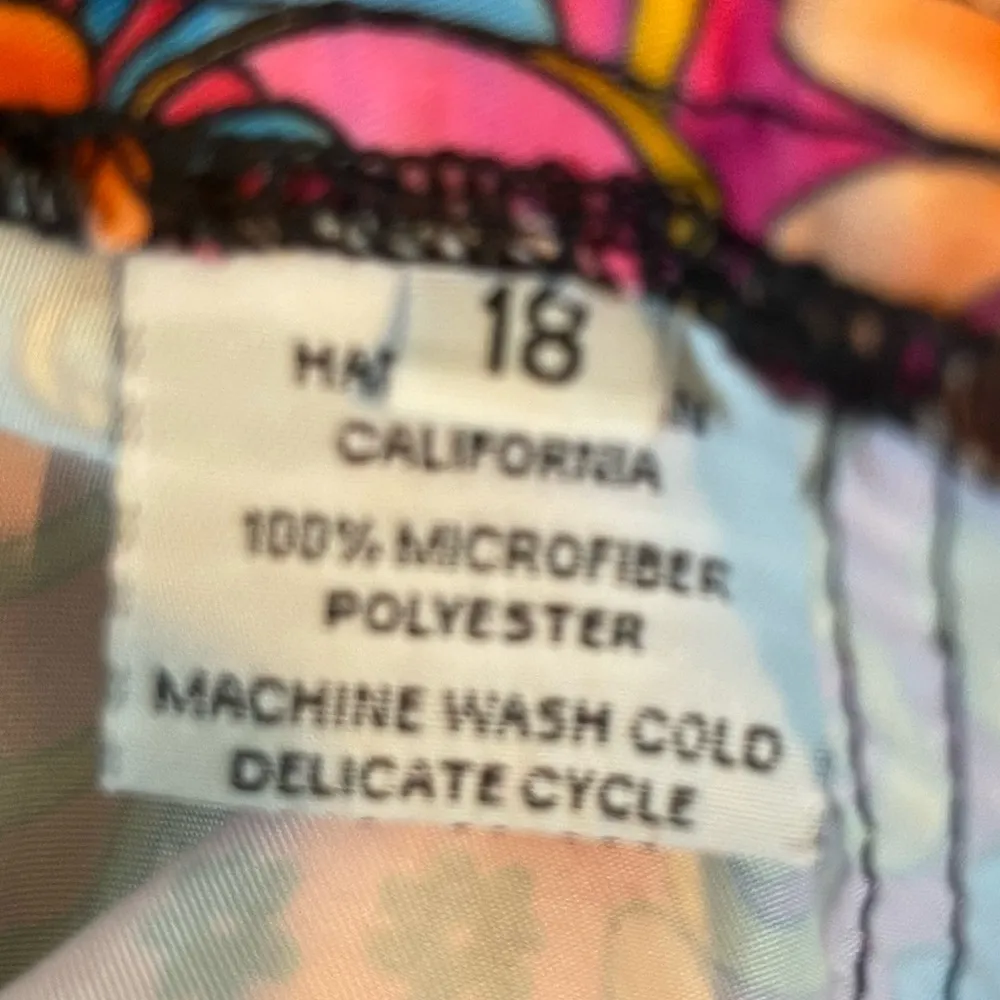 18
CALIFORNIA
100% MICROFIBER
POLYESTER
MACHINE WASH COLD
DELICATE CYCLE